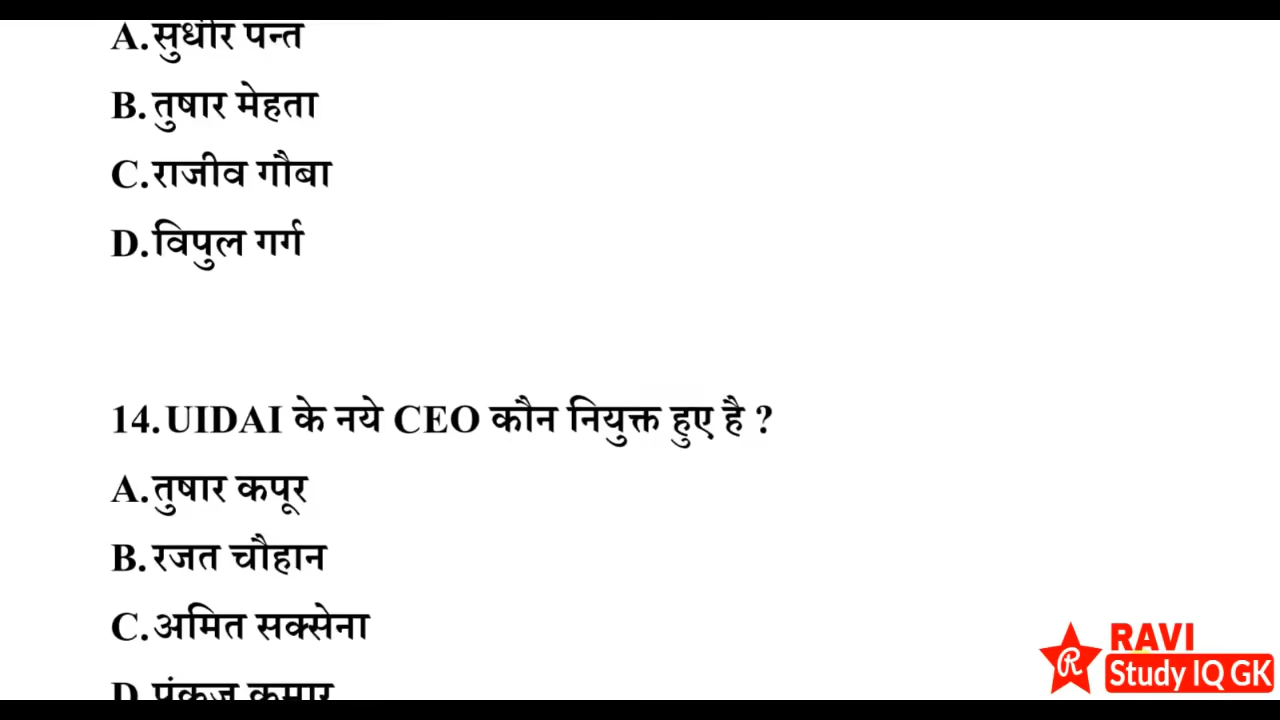 A.सुधीर पन्त
B.तुषार मेहता
C.राजीव गौबा
D.विपुल गर्ग
14.UIDAI के नये CEO कौन नियुक्त हुए है ?
A.तुषार कपूर
B.रजत चौहान
C.अमित सक्सेना
D.पंकज कुमार
R RAVI
Study IQ GK